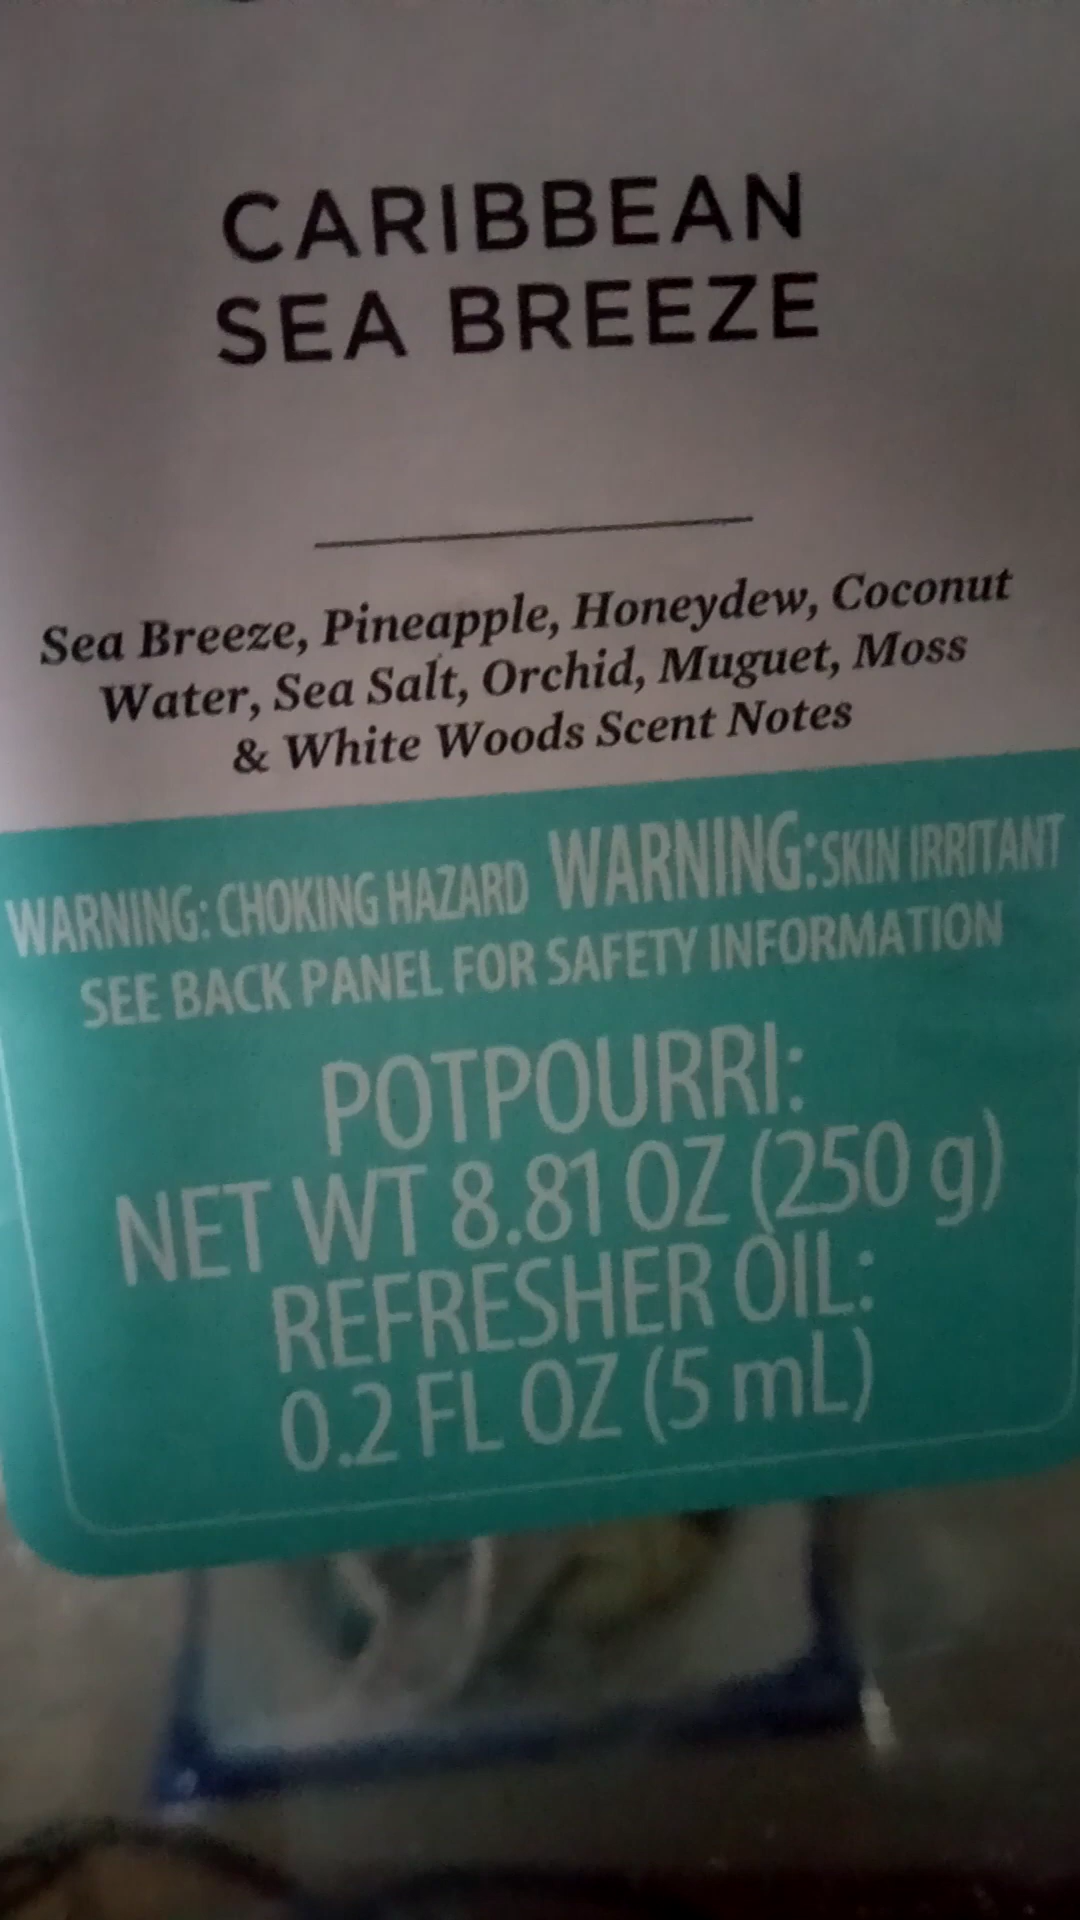 CARIBBEAN
SEA BREEZE
Sea Breeze, Pineapple, Honeydew, Coconut
Water, Sea Salt, Orchid, Muguet, Moss
& White Woods Scent Notes
WARNING: CHOKING HAZARD WARNING: SKIN IRRITANT
SEE BACK PANEL FOR SAFETY INFORMATION
POTPOURRI:
NET WT 8.81 OZ (250 g)
REFRESHER OIL:
0.2 FL OZ (5 mL)